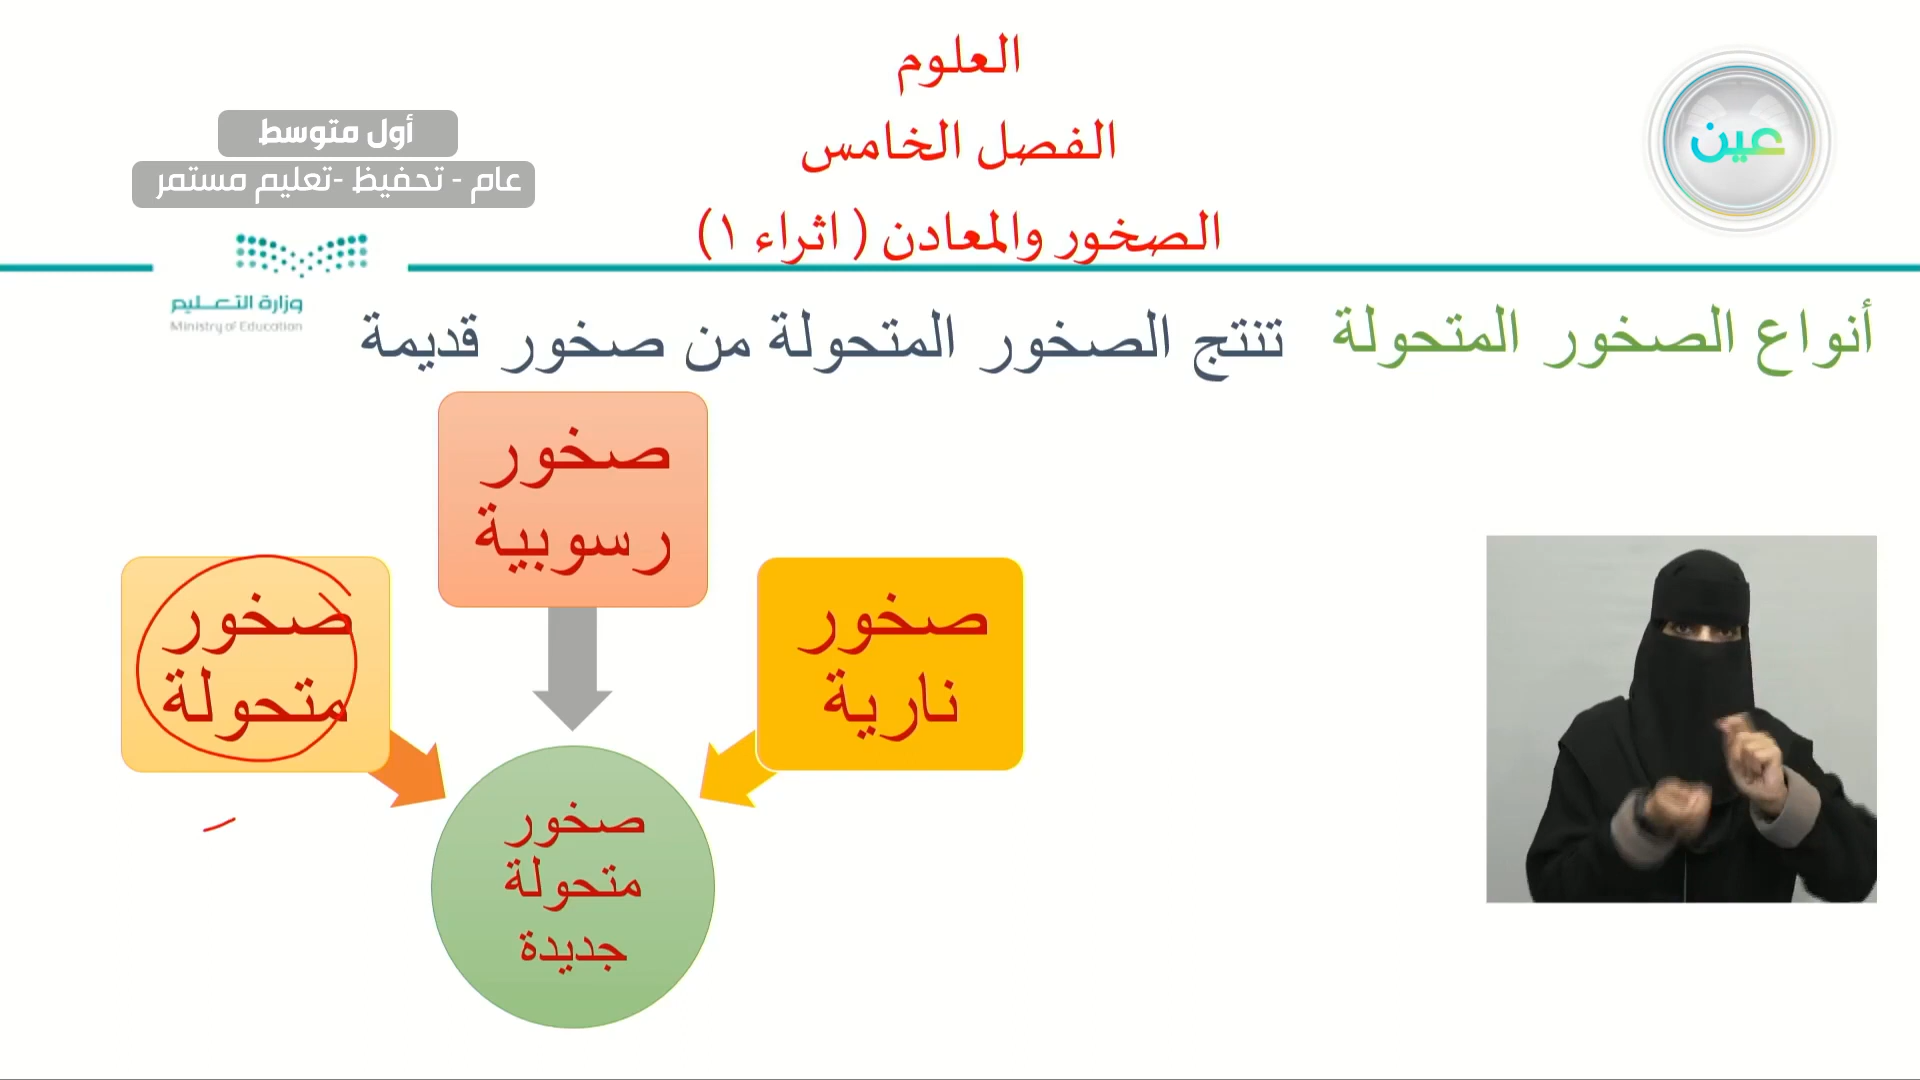 العلوم
الفصل الخامس
الصخور والمعادن ( اثراء ١)
عين
أول متوسط
عام - تحفيظ -تعليم مستمر
وزارة التعـــليم
Ministry of Education
أنواع الصخور المتحولة
تنتج الصخور المتحولة من صخور قديمة
صخور
نارية
صخور
رسوبية
صخور
متحولة
صخور
متحولة
جديدة